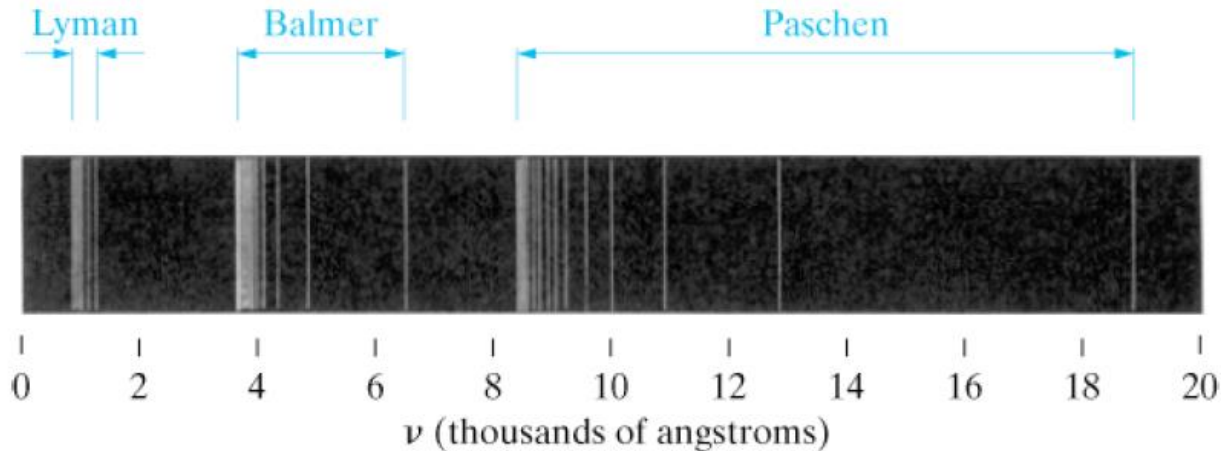 Lyman Balmer Paschen
0 2 4 6 8 10 12 14 16 18 20
ν (thousands of angstroms)